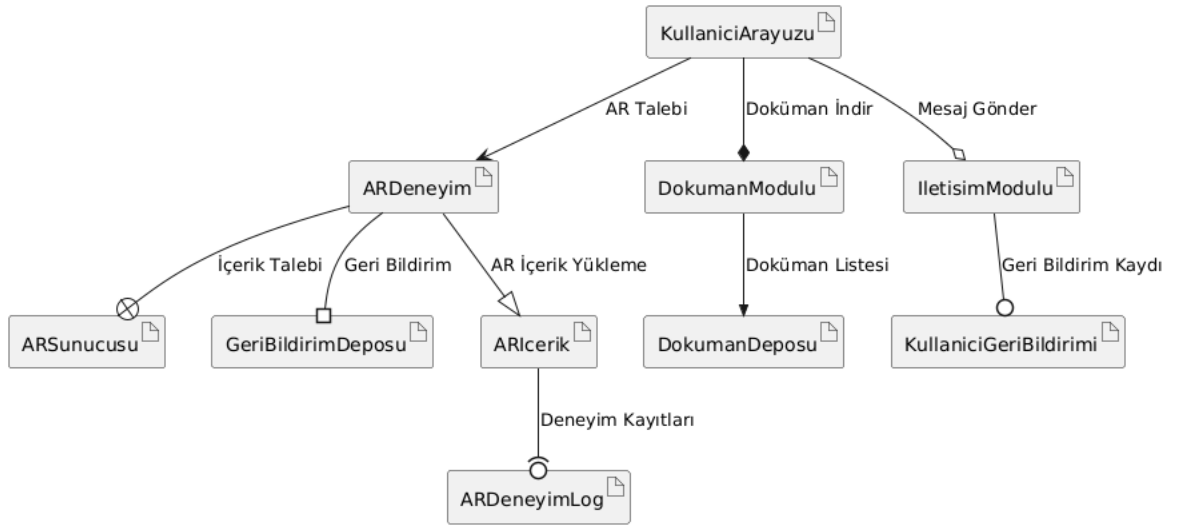 KullaniciArayuzu
AR Talebi
Doküman İndir
Mesaj Gönder
ARDeneyim
DokumanModulu
IletisimModulu
İçerik Talebi
Geri Bildirim
AR İçerik Yükleme
Doküman Listesi
Geri Bildirim Kaydı
ARSunucusu
GeriBildirimDeposu
ARIcerik
DokumanDeposu
KullaniciGeriBildirimi
Deneyim Kayıtları
ARDeneyimLog